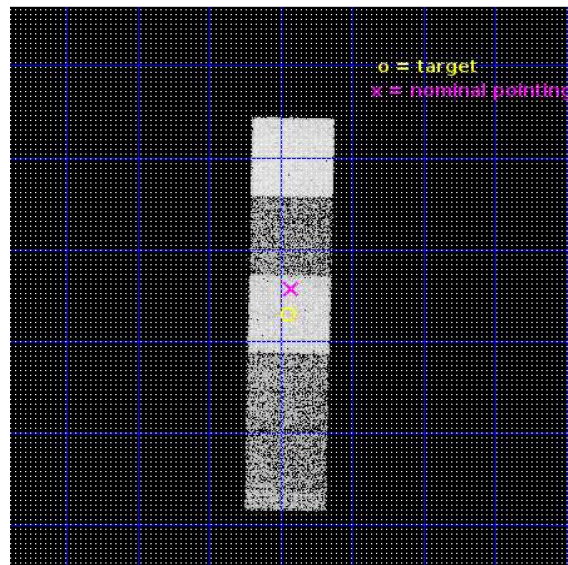 o = target
x = nominal pointing